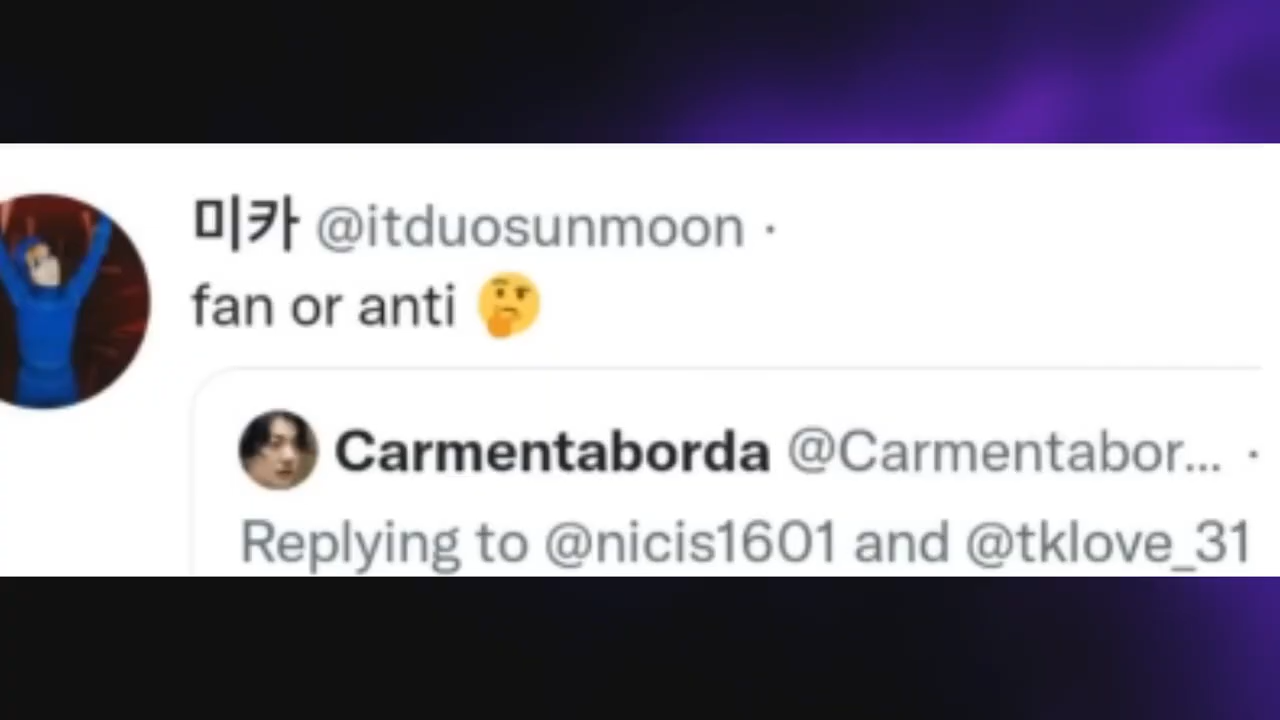 미카 @itduosunmoon ·
fan or anti 🤔
Carmentaborda @Carmentabor... ·
Replying to @nicis1601 and @tklove_31